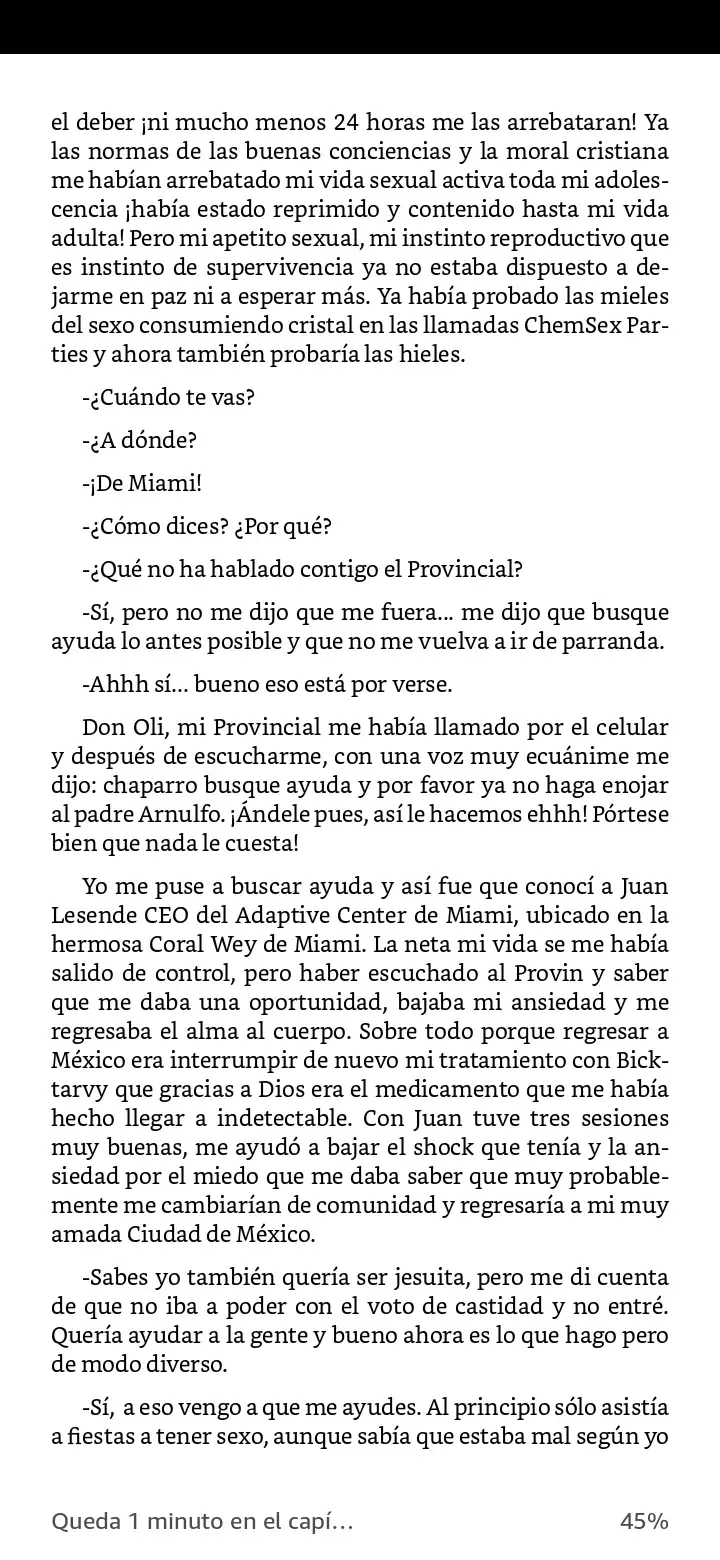 el deber ¡ni mucho menos 24 horas me las arrebataran! Ya
las normas de las buenas conciencias y la moral cristiana
me habían arrebatado mi vida sexual activa toda mi adoles-
cencia ¡había estado reprimido y contenido hasta mi vida
adulta! Pero mi apetito sexual, mi instinto reproductivo que
es instinto de supervivencia ya no estaba dispuesto a de-
jarme en paz ni a esperar más. Ya había probado las mieles
del sexo consumiendo cristal en las llamadas ChemSex Par-
ties y ahora también probaría las hieles.
-¿Cuándo te vas?
-¿A dónde?
-¡De Miami!
-¿Cómo dices? ¿Por qué?
-¿Qué no ha hablado contigo el Provincial?
-Sí, pero no me dijo que me fuera... me dijo que busque
ayuda lo antes posible y que no me vuelva a ir de parranda.
-Ahhh sí... bueno eso está por verse.
Don Oli, mi Provincial me había llamado por el celular
y después de escucharme, con una voz muy ecuánime me
dijo: chaparro busque ayuda y por favor ya no haga enojar
al padre Arnulfo. ¡Ándele pues, así le hacemos ehhh! Pórtese
bien que nada le cuesta!
Yo me puse a buscar ayuda y así fue que conocí a Juan
Lesende CEO del Adaptive Center de Miami, ubicado en la
hermosa Coral Wey de Miami. La neta mi vida se me había
salido de control, pero haber escuchado al Provin y saber
que me daba una oportunidad, bajaba mi ansiedad y me
regresaba el alma al cuerpo. Sobre todo porque regresar a
México era interrumpir de nuevo mi tratamiento con Bick-
tarvy que gracias a Dios era el medicamento que me había
hecho llegar a indetectable. Con Juan tuve tres sesiones
muy buenas, me ayudó a bajar el shock que tenía y la an-
siedad por el miedo que me daba saber que muy probable-
mente me cambiarían de comunidad y regresaría a mi muy
amada Ciudad de México.
-Sabes yo también quería ser jesuita, pero me di cuenta
de que no iba a poder con el voto de castidad y no entré.
Quería ayudar a la gente y bueno ahora es lo que hago pero
de modo diverso.
-Sí, a eso vengo a que me ayudes. Al principio sólo asistía
a fiestas a tener sexo, aunque sabía que estaba mal según yo
Queda 1 minuto en el capí... 45%